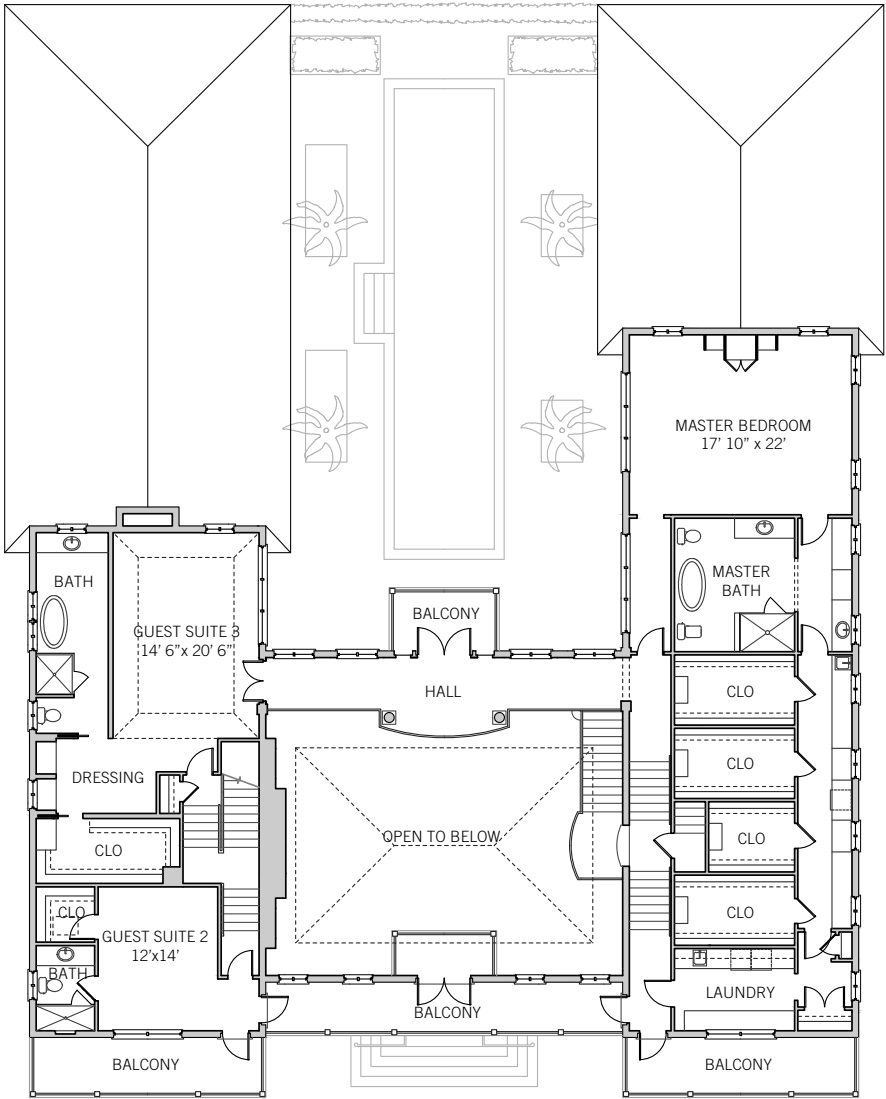 MASTER BEDROOM
17' 10" x 22'
BATH
MASTER
BATH
BALCONY
GUEST SUITE 3
14' 6"x 20' 6"
HALL
CLO
CLO
DRESSING
OPEN TO BELOW
CLO
CLO
CLO
CLO
GUEST SUITE 2
12'x14'
BATH
LAUNDRY
BALCONY
BALCONY
BALCONY